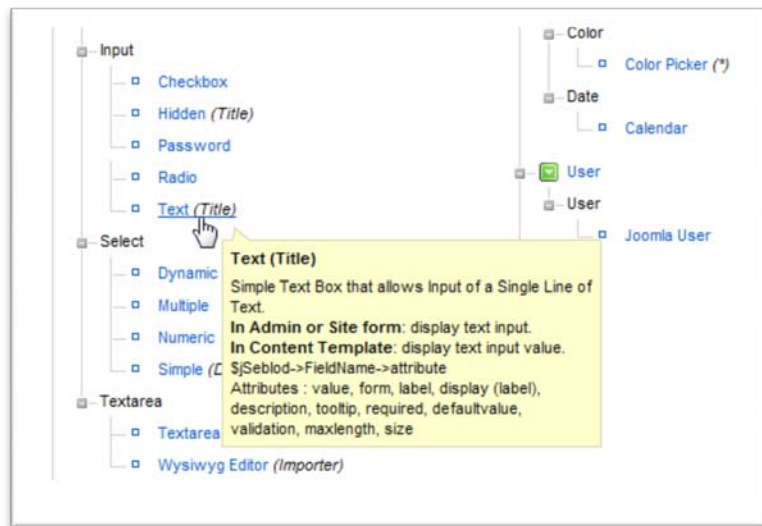 Input
Checkbox
Hidden (Title)
Password
Radio
Text (Title)
Select
Dynamic
Multiple
Numeric
Simple (D
Textarea
Textarea
Wysiwyg Editor (Importer)
Color
Color Picker (*)
Date
Calendar
User
User
Joomla User
Text (Title)
Simple Text Box that allows Input of a Single Line of
Text.
In Admin or Site form: display text input.
In Content Template: display text input value.
$jSeblod->FieldName->attribute
Attributes : value, form, label, display (label),
description, tooltip, required, defaultvalue,
validation, maxlength, size